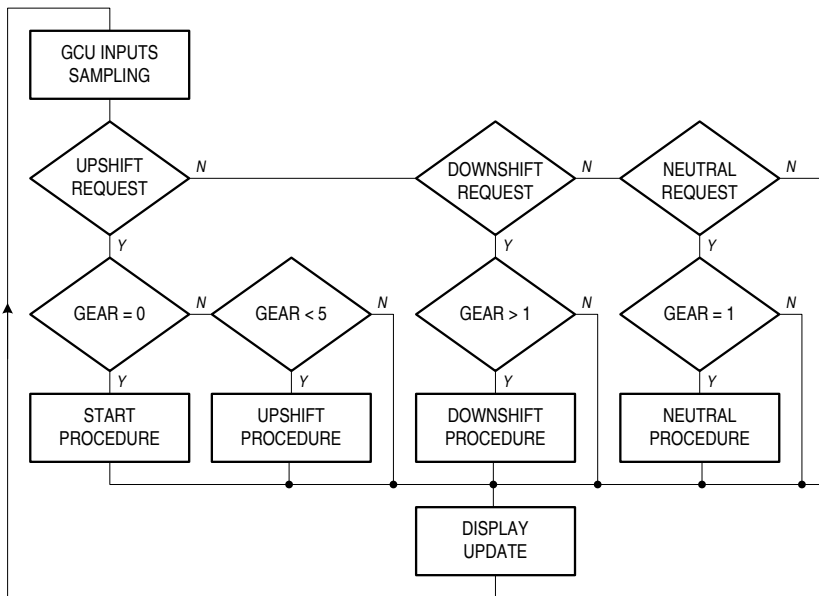 GCU INPUTS
SAMPLING
UPSHIFT
REQUEST
N
DOWNSHIFT
REQUEST
N
NEUTRAL
REQUEST
N
Y
Y
Y
GEAR = 0
N
GEAR < 5
N
GEAR > 1
N
GEAR = 1
N
Y
Y
Y
Y
START
PROCEDURE
UPSHIFT
PROCEDURE
DOWNSHIFT
PROCEDURE
NEUTRAL
PROCEDURE
DISPLAY
UPDATE